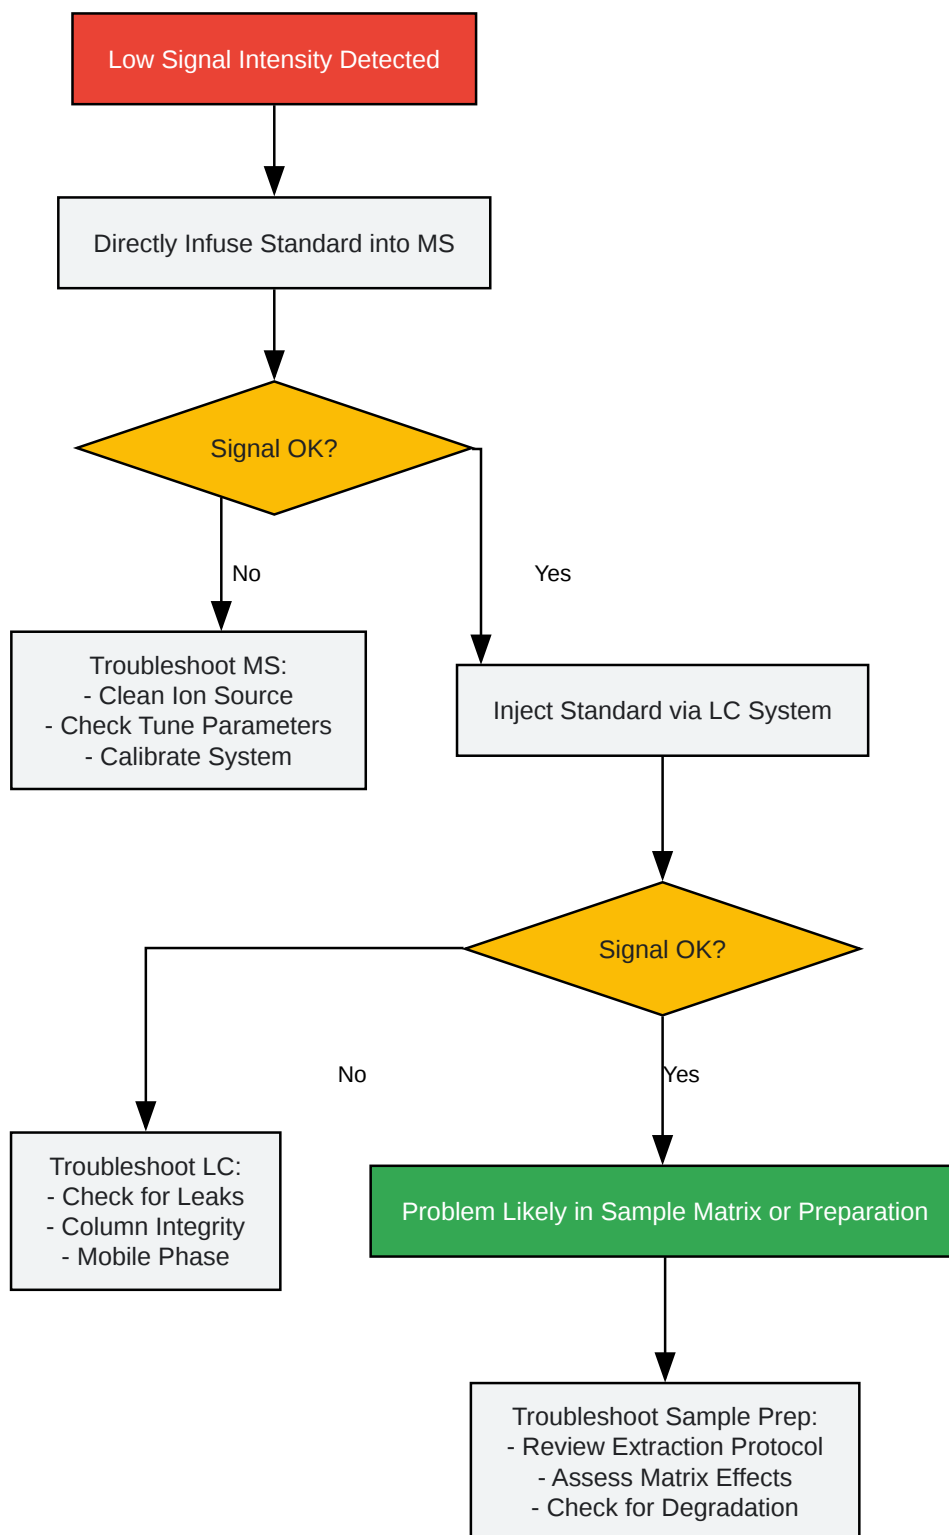 Low Signal Intensity Detected
Directly Infuse Standard into MS
Signal OK?
No
Yes
Troubleshoot MS:
- Clean Ion Source
- Check Tune Parameters
- Calibrate System
Inject Standard via LC System
Signal OK?
No
Yes
Troubleshoot LC:
- Check for Leaks
- Column Integrity
- Mobile Phase
Problem Likely in Sample Matrix or Preparation
Troubleshoot Sample Prep:
- Review Extraction Protocol
- Assess Matrix Effects
- Check for Degradation